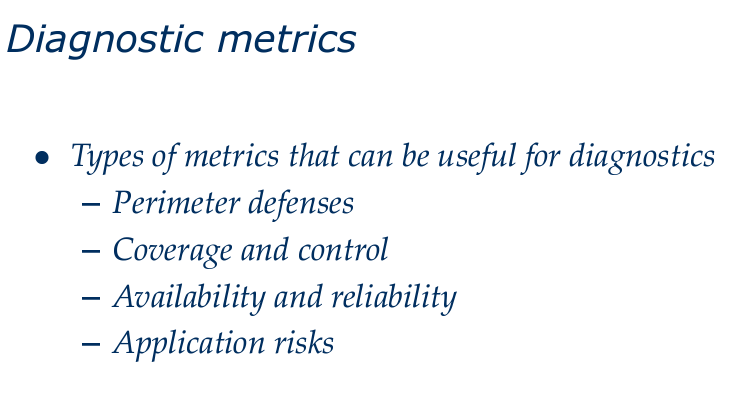 Diagnostic metrics
● Types of metrics that can be useful for diagnostics
– Perimeter defenses
– Coverage and control
– Availability and reliability
– Application risks